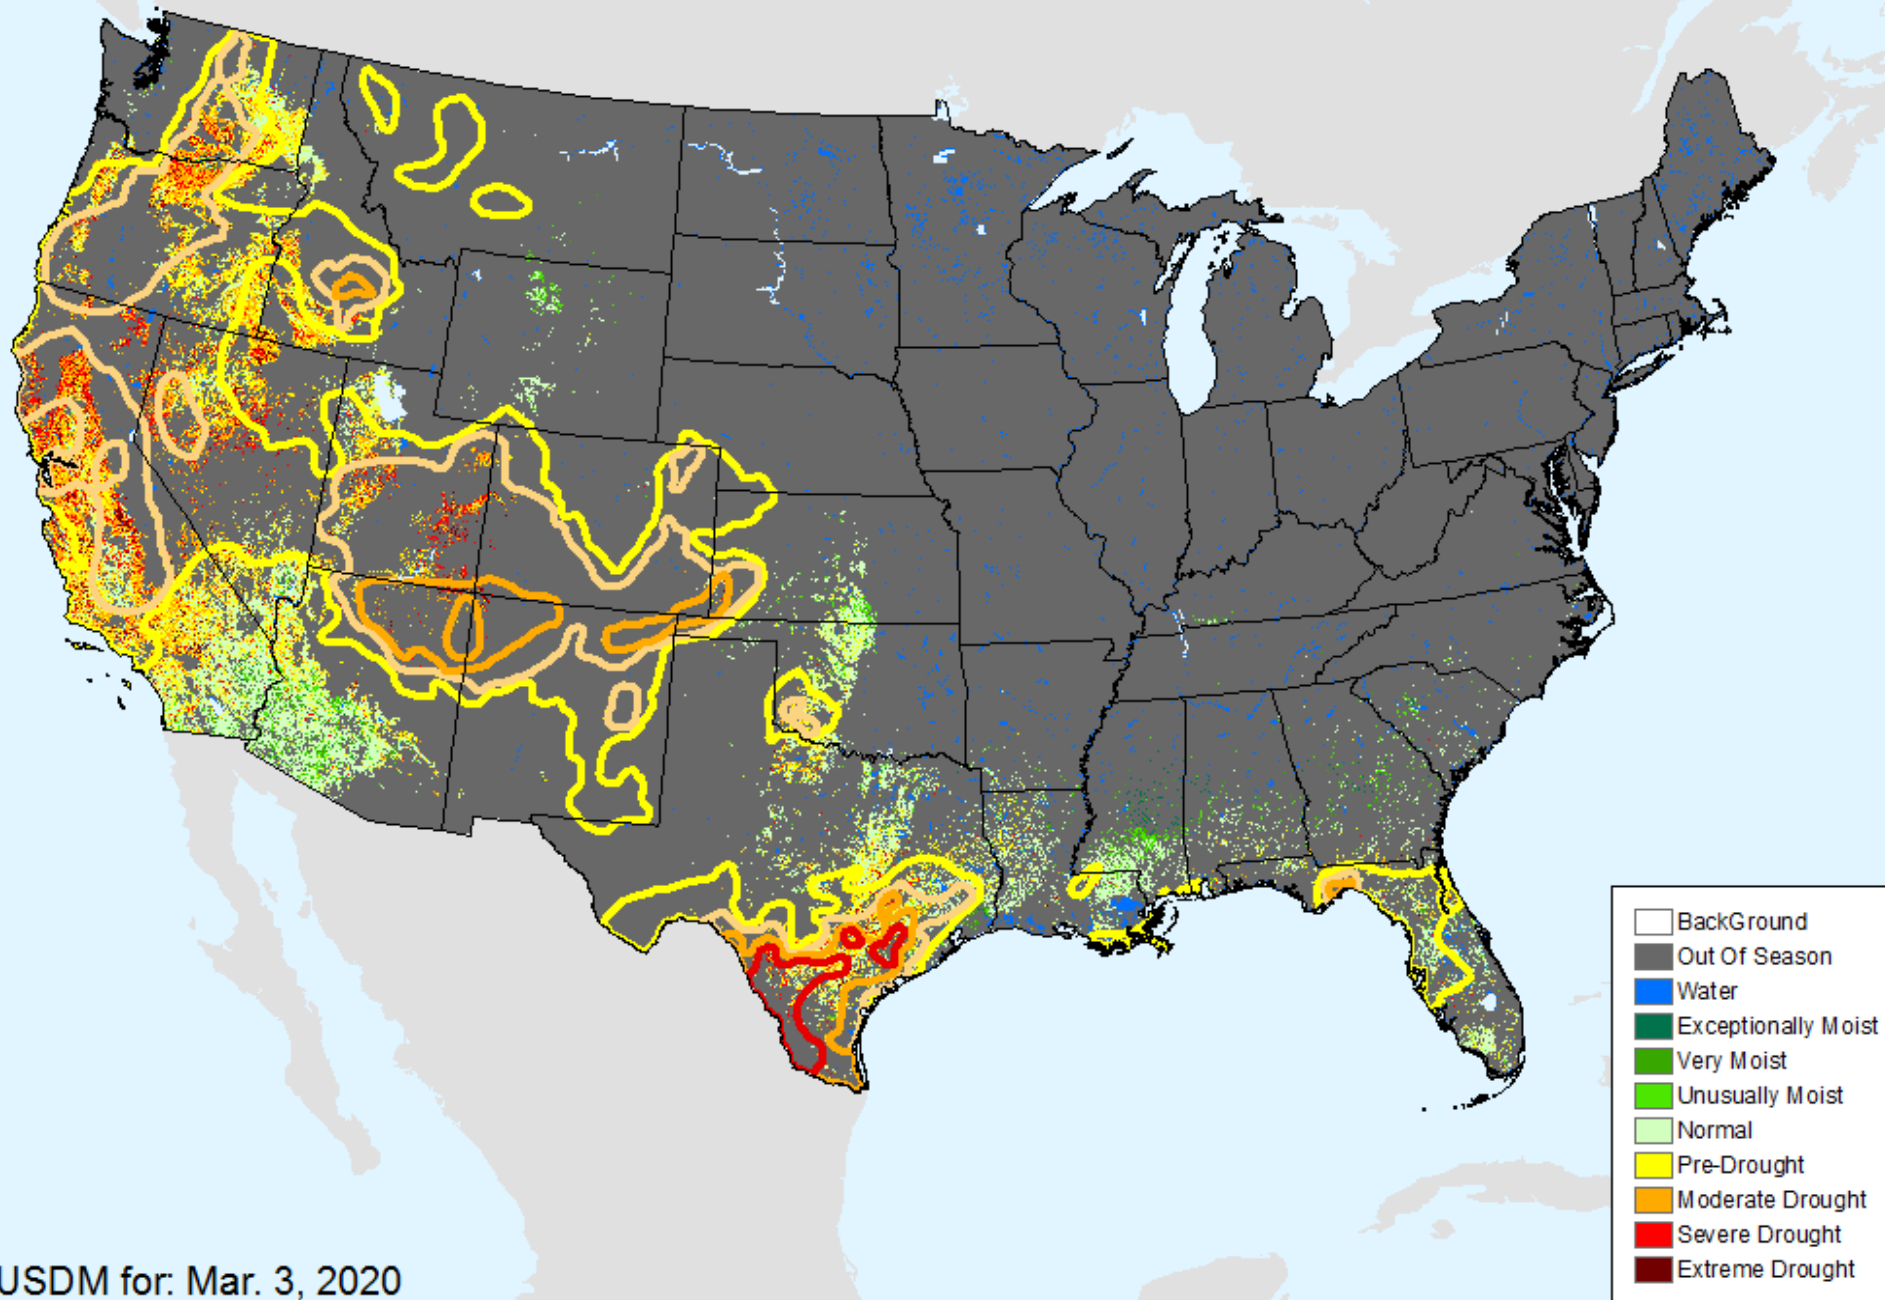 BackGround
Out Of Season
Water
Exceptionally Moist
Very Moist
Unusually Moist
Normal
Pre-Drought
Moderate Drought
Severe Drought
Extreme Drought
USDM for: Mar. 3, 2020